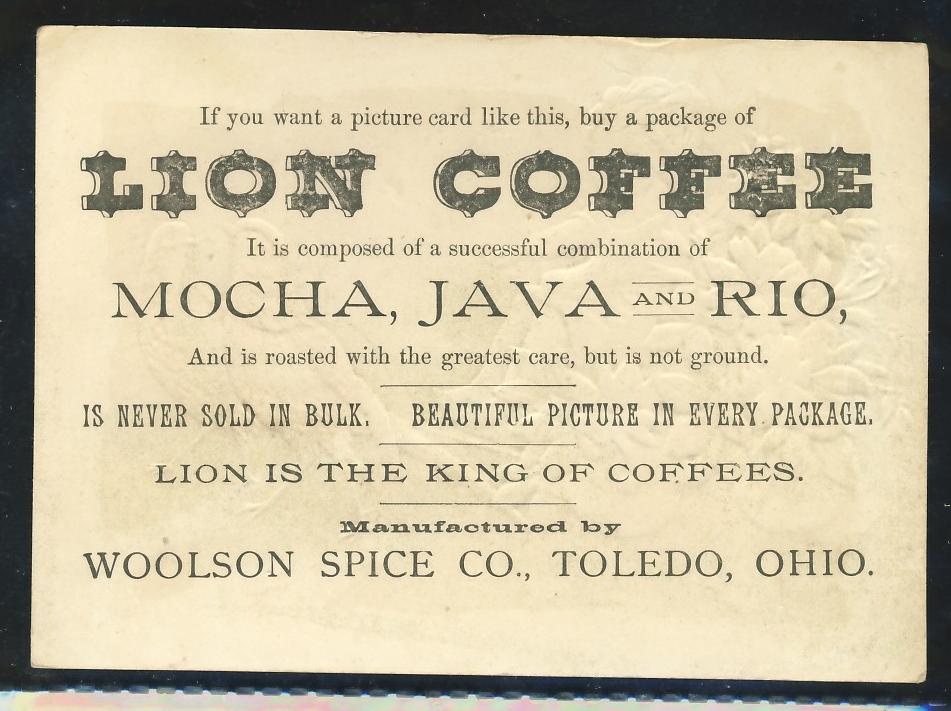 If you want a picture card like this, buy a package of
LION COFFEE
It is composed of a successful combination of
MOCHA, JAVA AND RIO,
And is roasted with the greatest care, but is not ground.
IS NEVER SOLD IN BULK. BEAUTIFUL PICTURE IN EVERY PACKAGE.
LION IS THE KING OF COFFEES.
Manufactured by
WOOLSON SPICE CO., TOLEDO, OHIO.